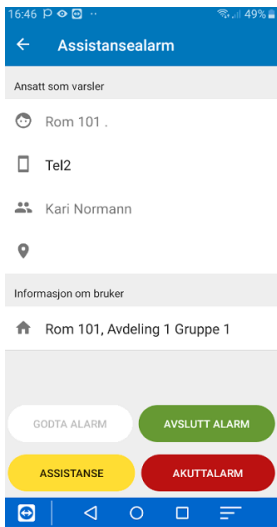 16:46 49%
Assistansealarm
Ansatt som varsler
Rom 101 .
Tel2
Kari Normann
Informasjon om bruker
Rom 101, Avdeling 1 Gruppe 1
GODTA ALARM AVSLUTT ALARM
ASSISTANSE AKUTTALARM